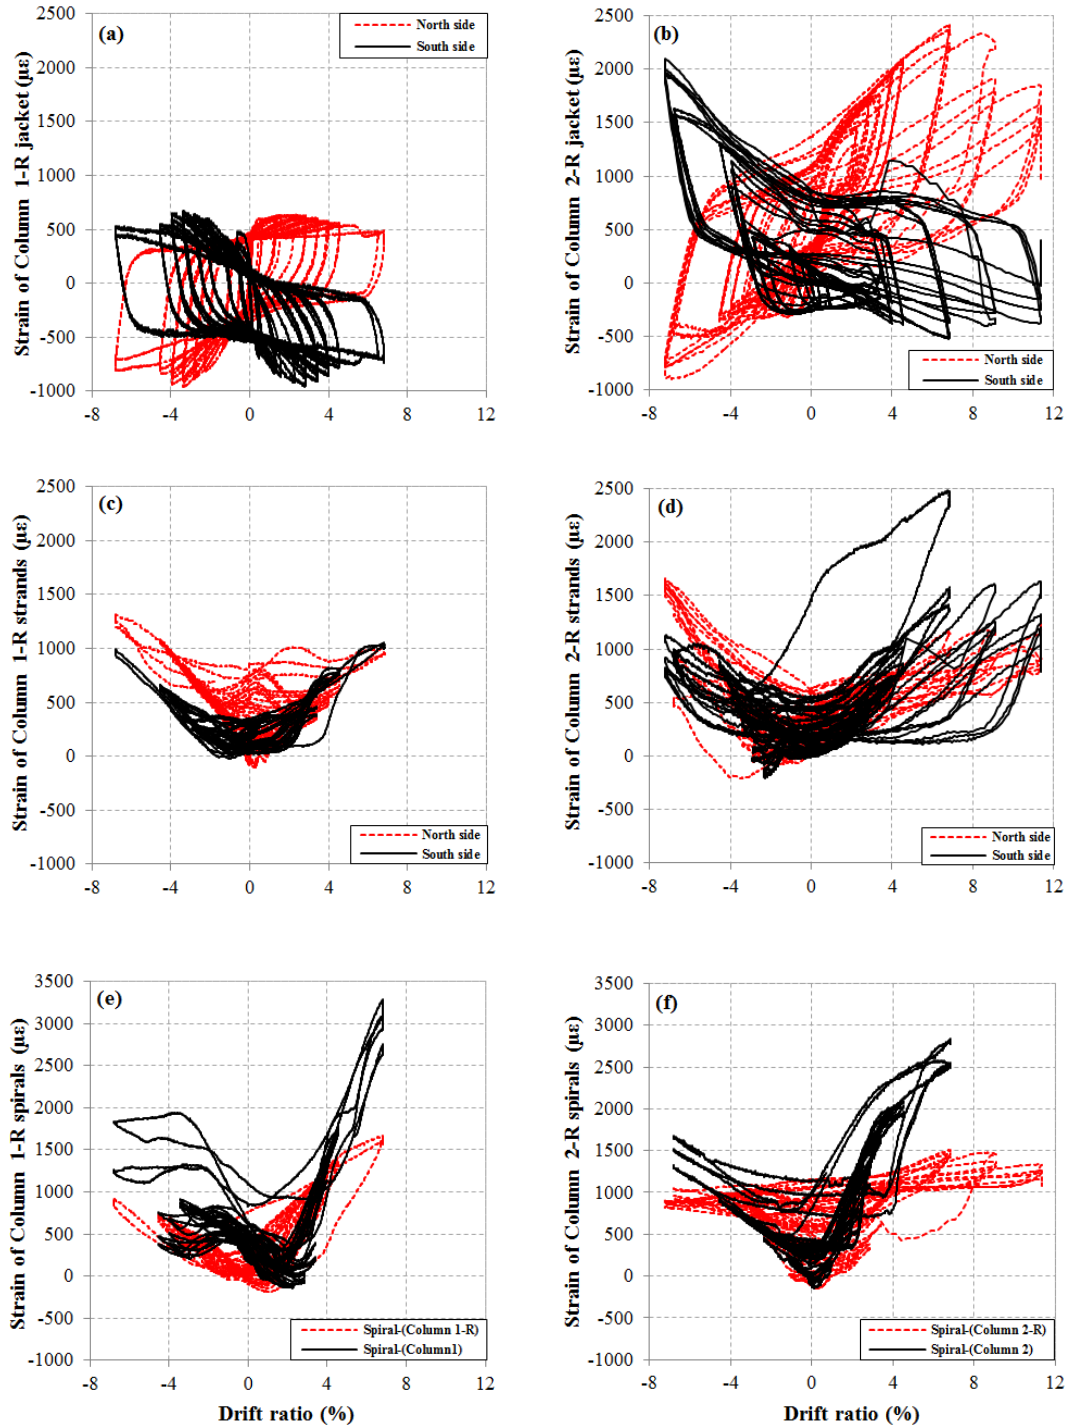 (a)
North side
South side
Strain of Column 1-R jacket (με)
2500
2000
1500
1000
500
0
-500
-1000
-8 -4 0 4 8 12
(b)
North side
South side
Strain of Column 2-R jacket (με)
2500
2000
1500
1000
500
0
-500
-1000
-8 -4 0 4 8 12
(c)
North side
South side
Strain of Column 1-R strands (με)
2500
2000
1500
1000
500
0
-500
-1000
-8 -4 0 4 8 12
(d)
North side
South side
Strain of Column 2-R strands (με)
2500
2000
1500
1000
500
0
-500
-1000
-8 -4 0 4 8 12
(e)
Spiral-(Column 1-R)
Spiral-(Column1)
Strain of Column 1-R spirals (με)
3500
3000
2500
2000
1500
1000
500
0
-500
-1000
-8 -4 0 4 8 12
Drift ratio (%)
(f)
Spiral-(Column 2-R)
Spiral-(Column 2)
Strain of Column 2-R spirals (με)
3500
3000
2500
2000
1500
1000
500
0
-500
-1000
-8 -4 0 4 8 12
Drift ratio (%)